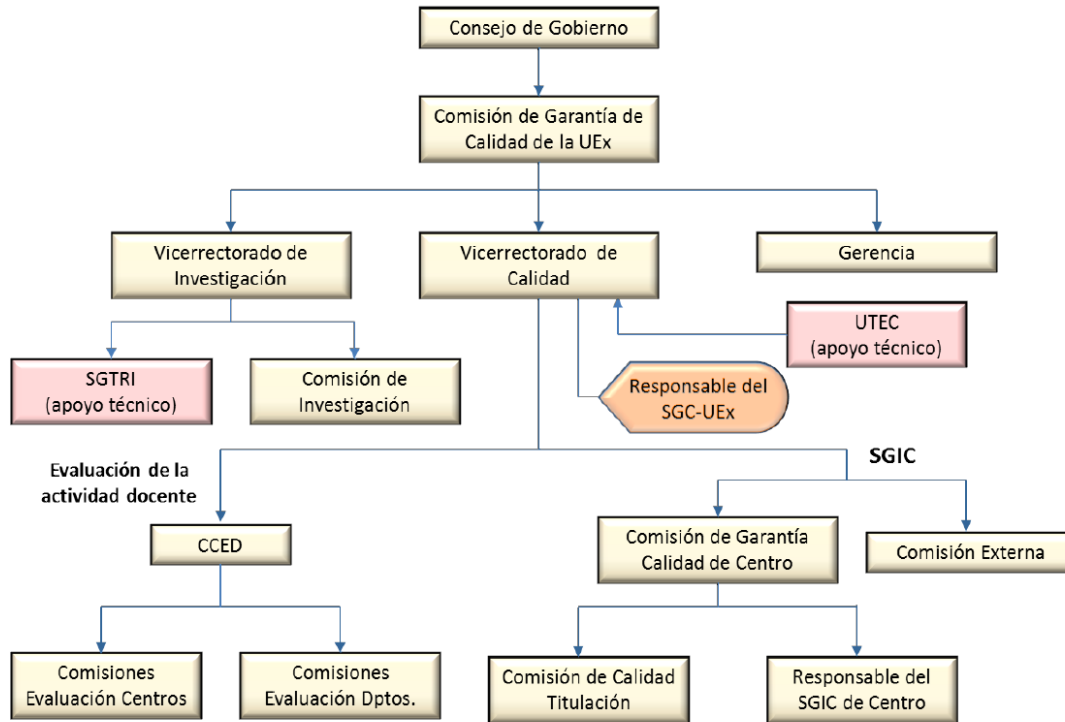 Consejo de Gobierno
Comisión de Garantía de
Calidad de la UEx
Vicerrectorado de
Investigación
Vicerrectorado de
Calidad
Gerencia
UTEC
(apoyo técnico)
SGTRI
(apoyo técnico)
Comisión de
Investigación
Responsable del
SGC-UEx
Evaluación de la
actividad docente
SGIC
CCED
Comisión de Garantía
Calidad de Centro
Comisión Externa
Comisiones
Evaluación Centros
Comisiones
Evaluación Dptos.
Comisión de Calidad
Titulación
Responsable del
SGIC de Centro